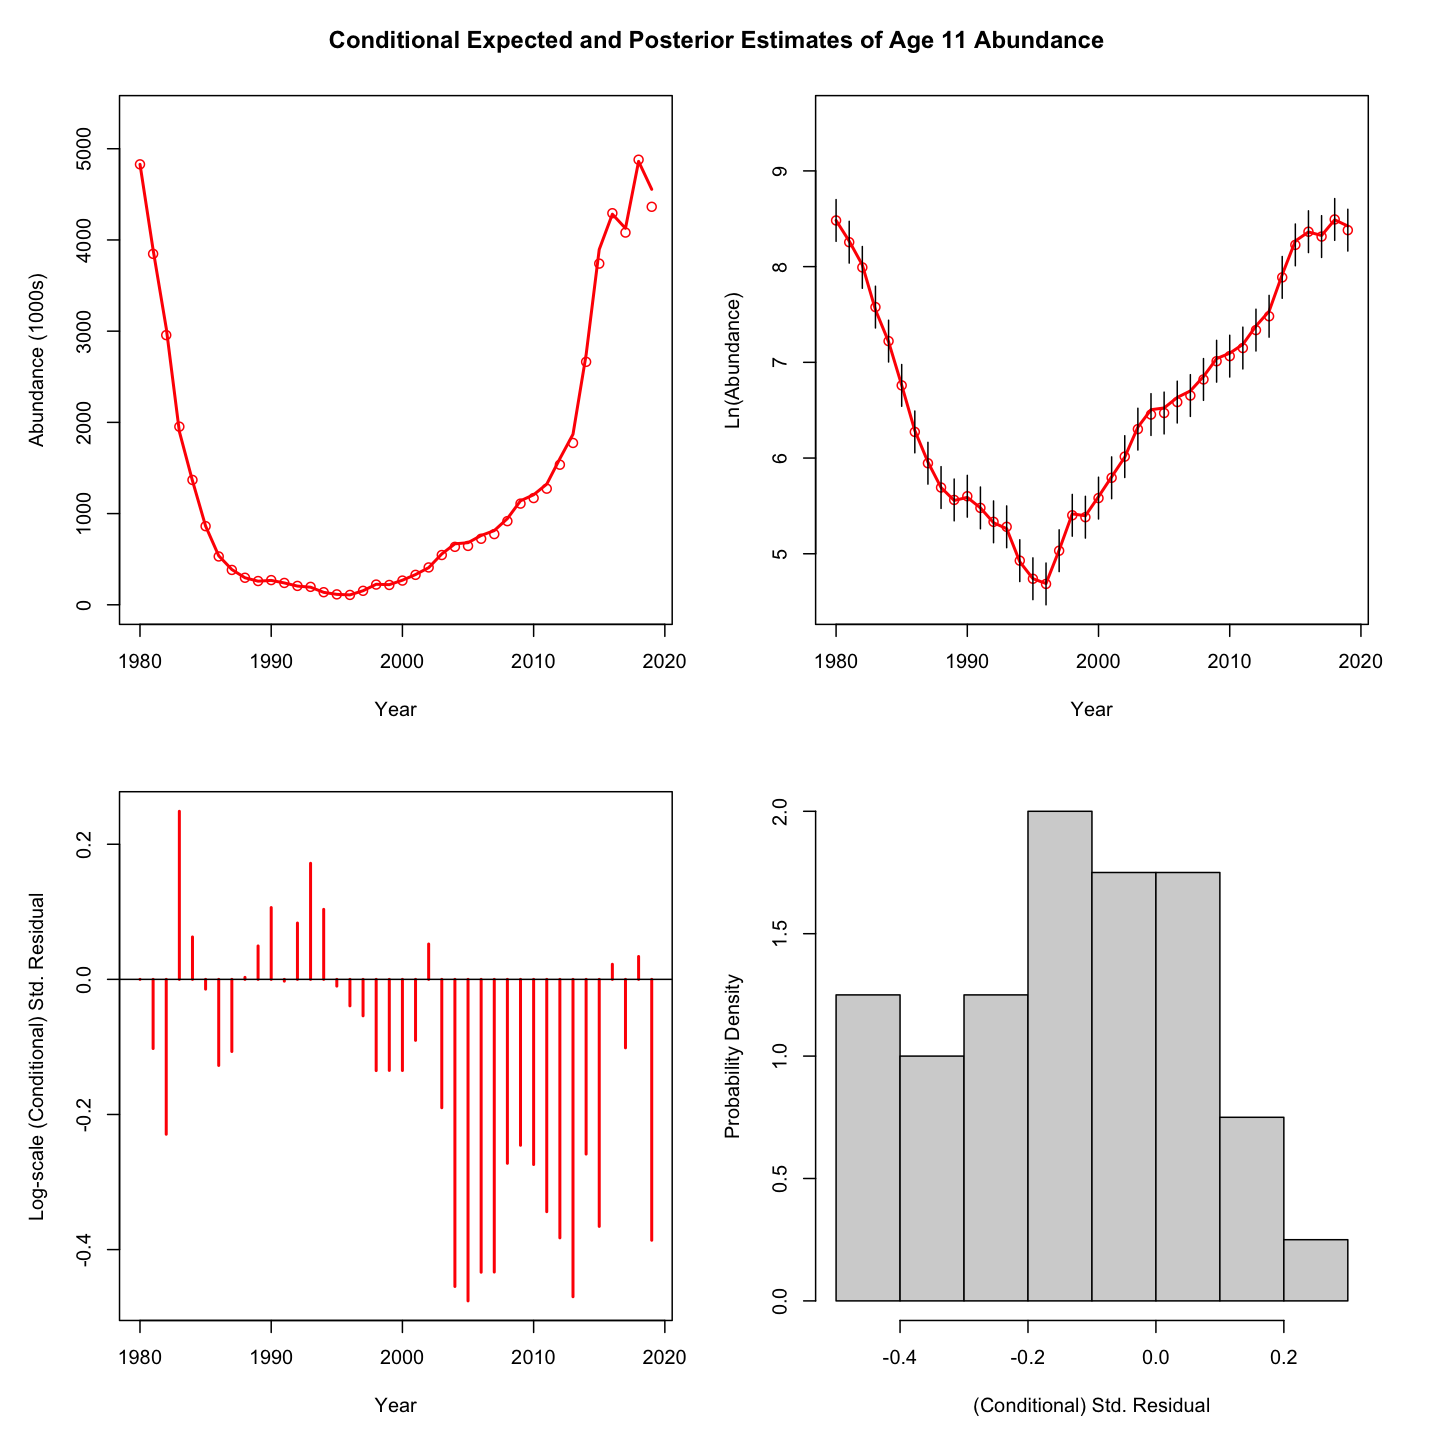 Conditional Expected and Posterior Estimates of Age 11 Abundance
Abundance (1000s)
5000
4000
3000
2000
1000
0
1980 1990 2000 2010 2020
Year
Ln(Abundance)
9
8
7
6
5
1980 1990 2000 2010 2020
Year
Log-scale (Conditional) Std. Residual
0.2
0.0
-0.2
-0.4
1980 1990 2000 2010 2020
Year
Probability Density
2.0
1.5
1.0
0.5
0.0
-0.4 -0.2 0.0 0.2
(Conditional) Std. Residual